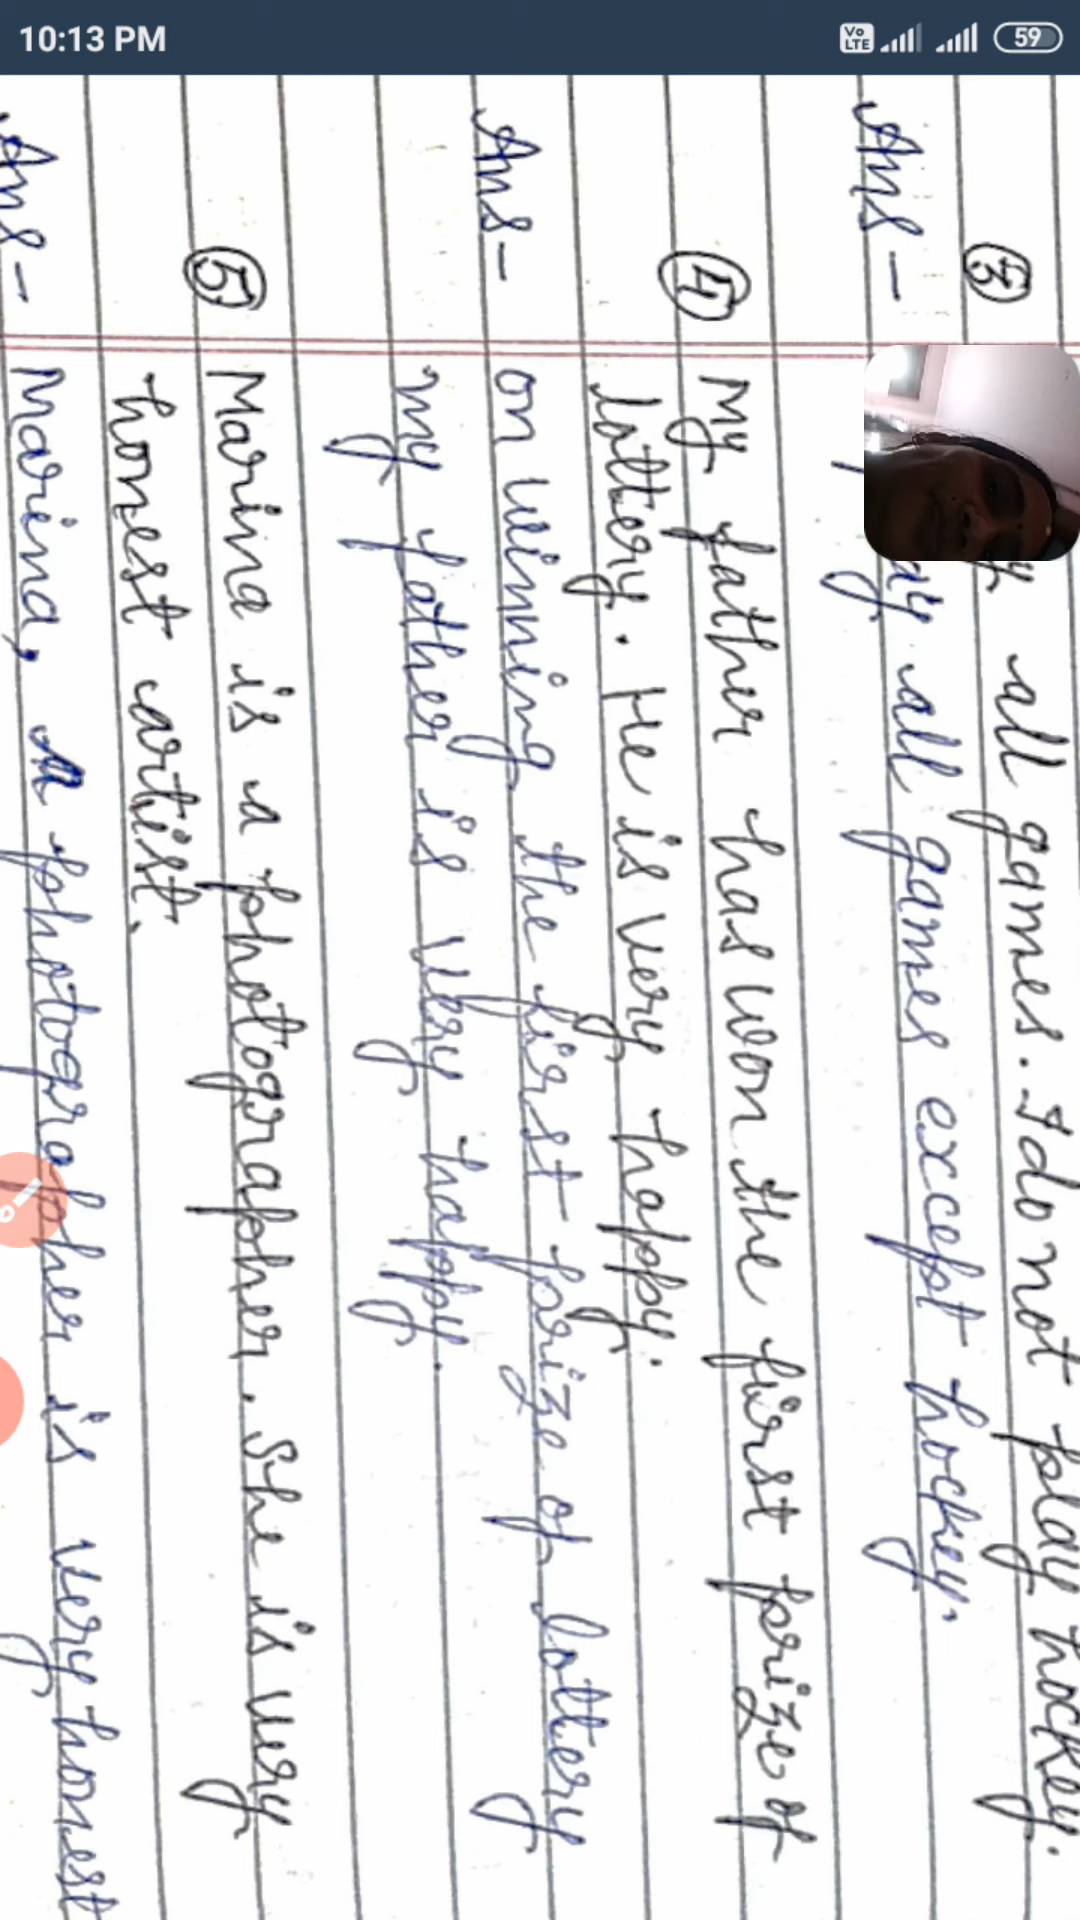 10:13 PM
Vo LTE
59
③ all games. I do not play hockey.
Ans- all games except hockey.
④ My father has won the first prize of
lottery. He is very happy.
Ans- on winning the first prize of lottery
my father is very happy.
⑤ Marina is a photographer. She is very
honest artist.
Ans- Marina, a photographer is very honest